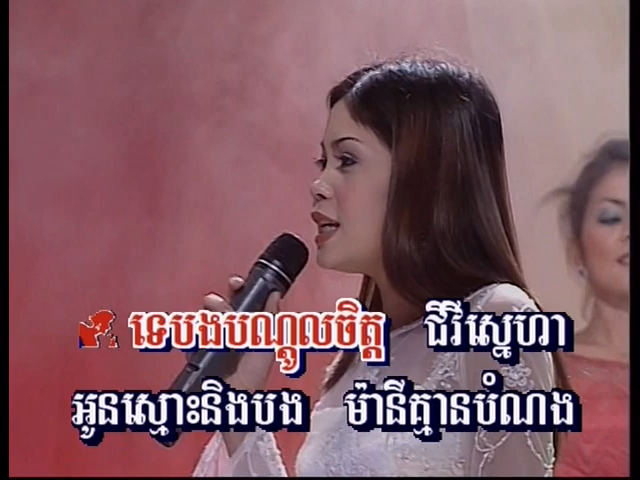 ទេបងបណ្តូលចិត្ត ជីវីស្នេហា
អូនស្មោះនិងបង ម៉ានីគ្មានបំណង